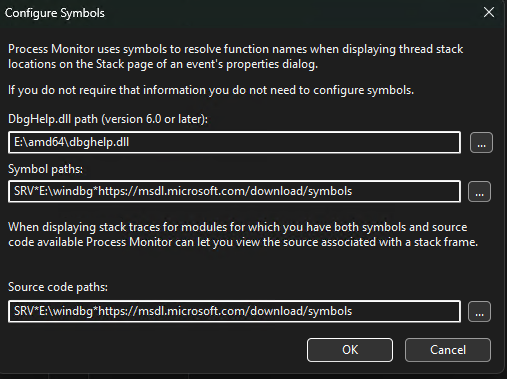 Configure Symbols
Process Monitor uses symbols to resolve function names when displaying thread stack
locations on the Stack page of an event's properties dialog.
If you do not require that information you do not need to configure symbols.
DbgHelp.dll path (version 6.0 or later):
E:\amd64\dbghelp.dll
...
Symbol paths:
SRV*E:\windbg*https://msdl.microsoft.com/download/symbols
...
When displaying stack traces for modules for which you have both symbols and source
code available Process Monitor can let you view the source associated with a stack frame.
Source code paths:
SRV*E:\windbg*https://msdl.microsoft.com/download/symbols
...
OK
Cancel